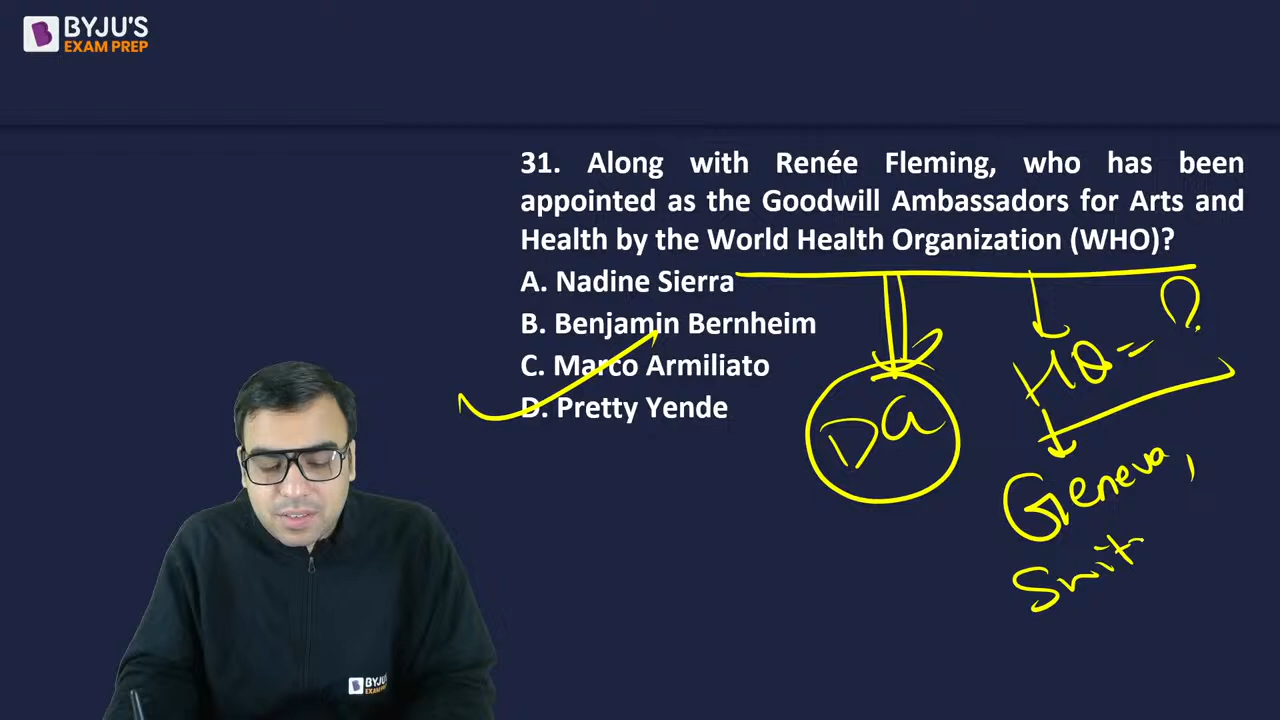 BYJU'S
EXAM PREP
31. Along with Renée Fleming, who has been
appointed as the Goodwill Ambassadors for Arts and
Health by the World Health Organization (WHO)?
A. Nadine Sierra
B. Benjamin Bernheim
C. Marco Armiliato
D. Pretty Yende
HQ = ?
DG
Geneva,
Swit
BYJU'S
EXAM PREP